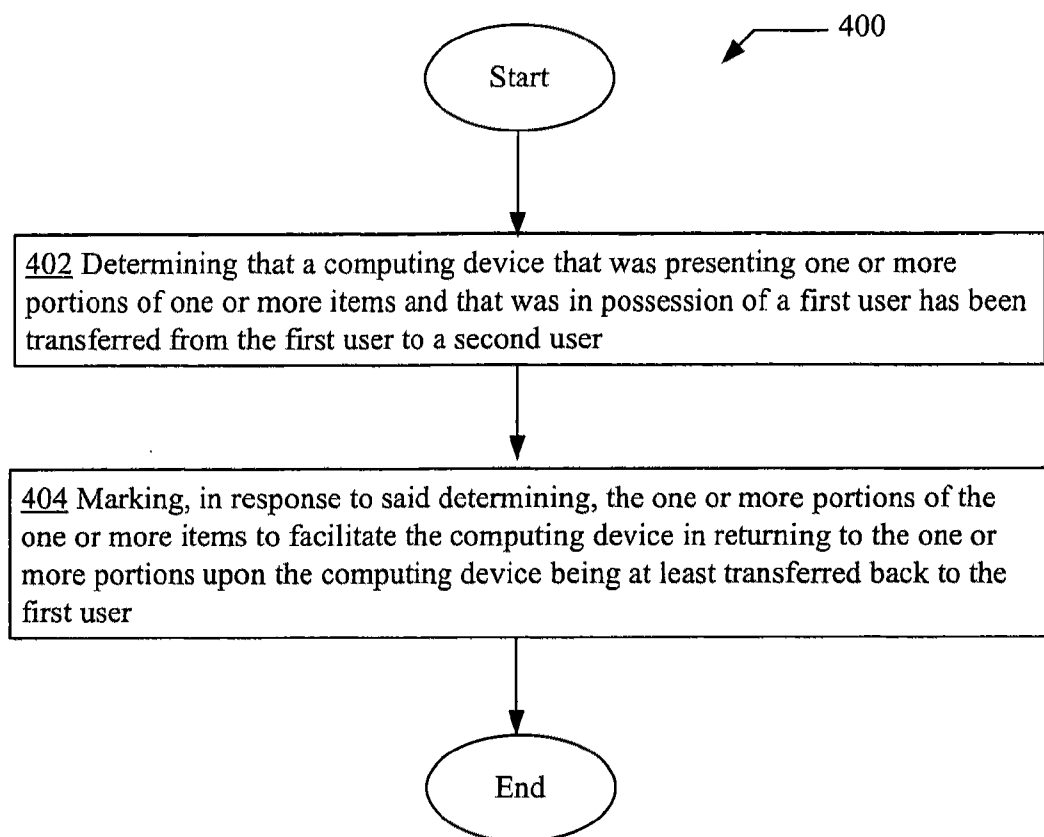 400
Start
402 Determining that a computing device that was presenting one or more
portions of one or more items and that was in possession of a first user has been
transferred from the first user to a second user
404 Marking, in response to said determining, the one or more portions of the
one or more items to facilitate the computing device in returning to the one or
more portions upon the computing device being at least transferred back to the
first user
End